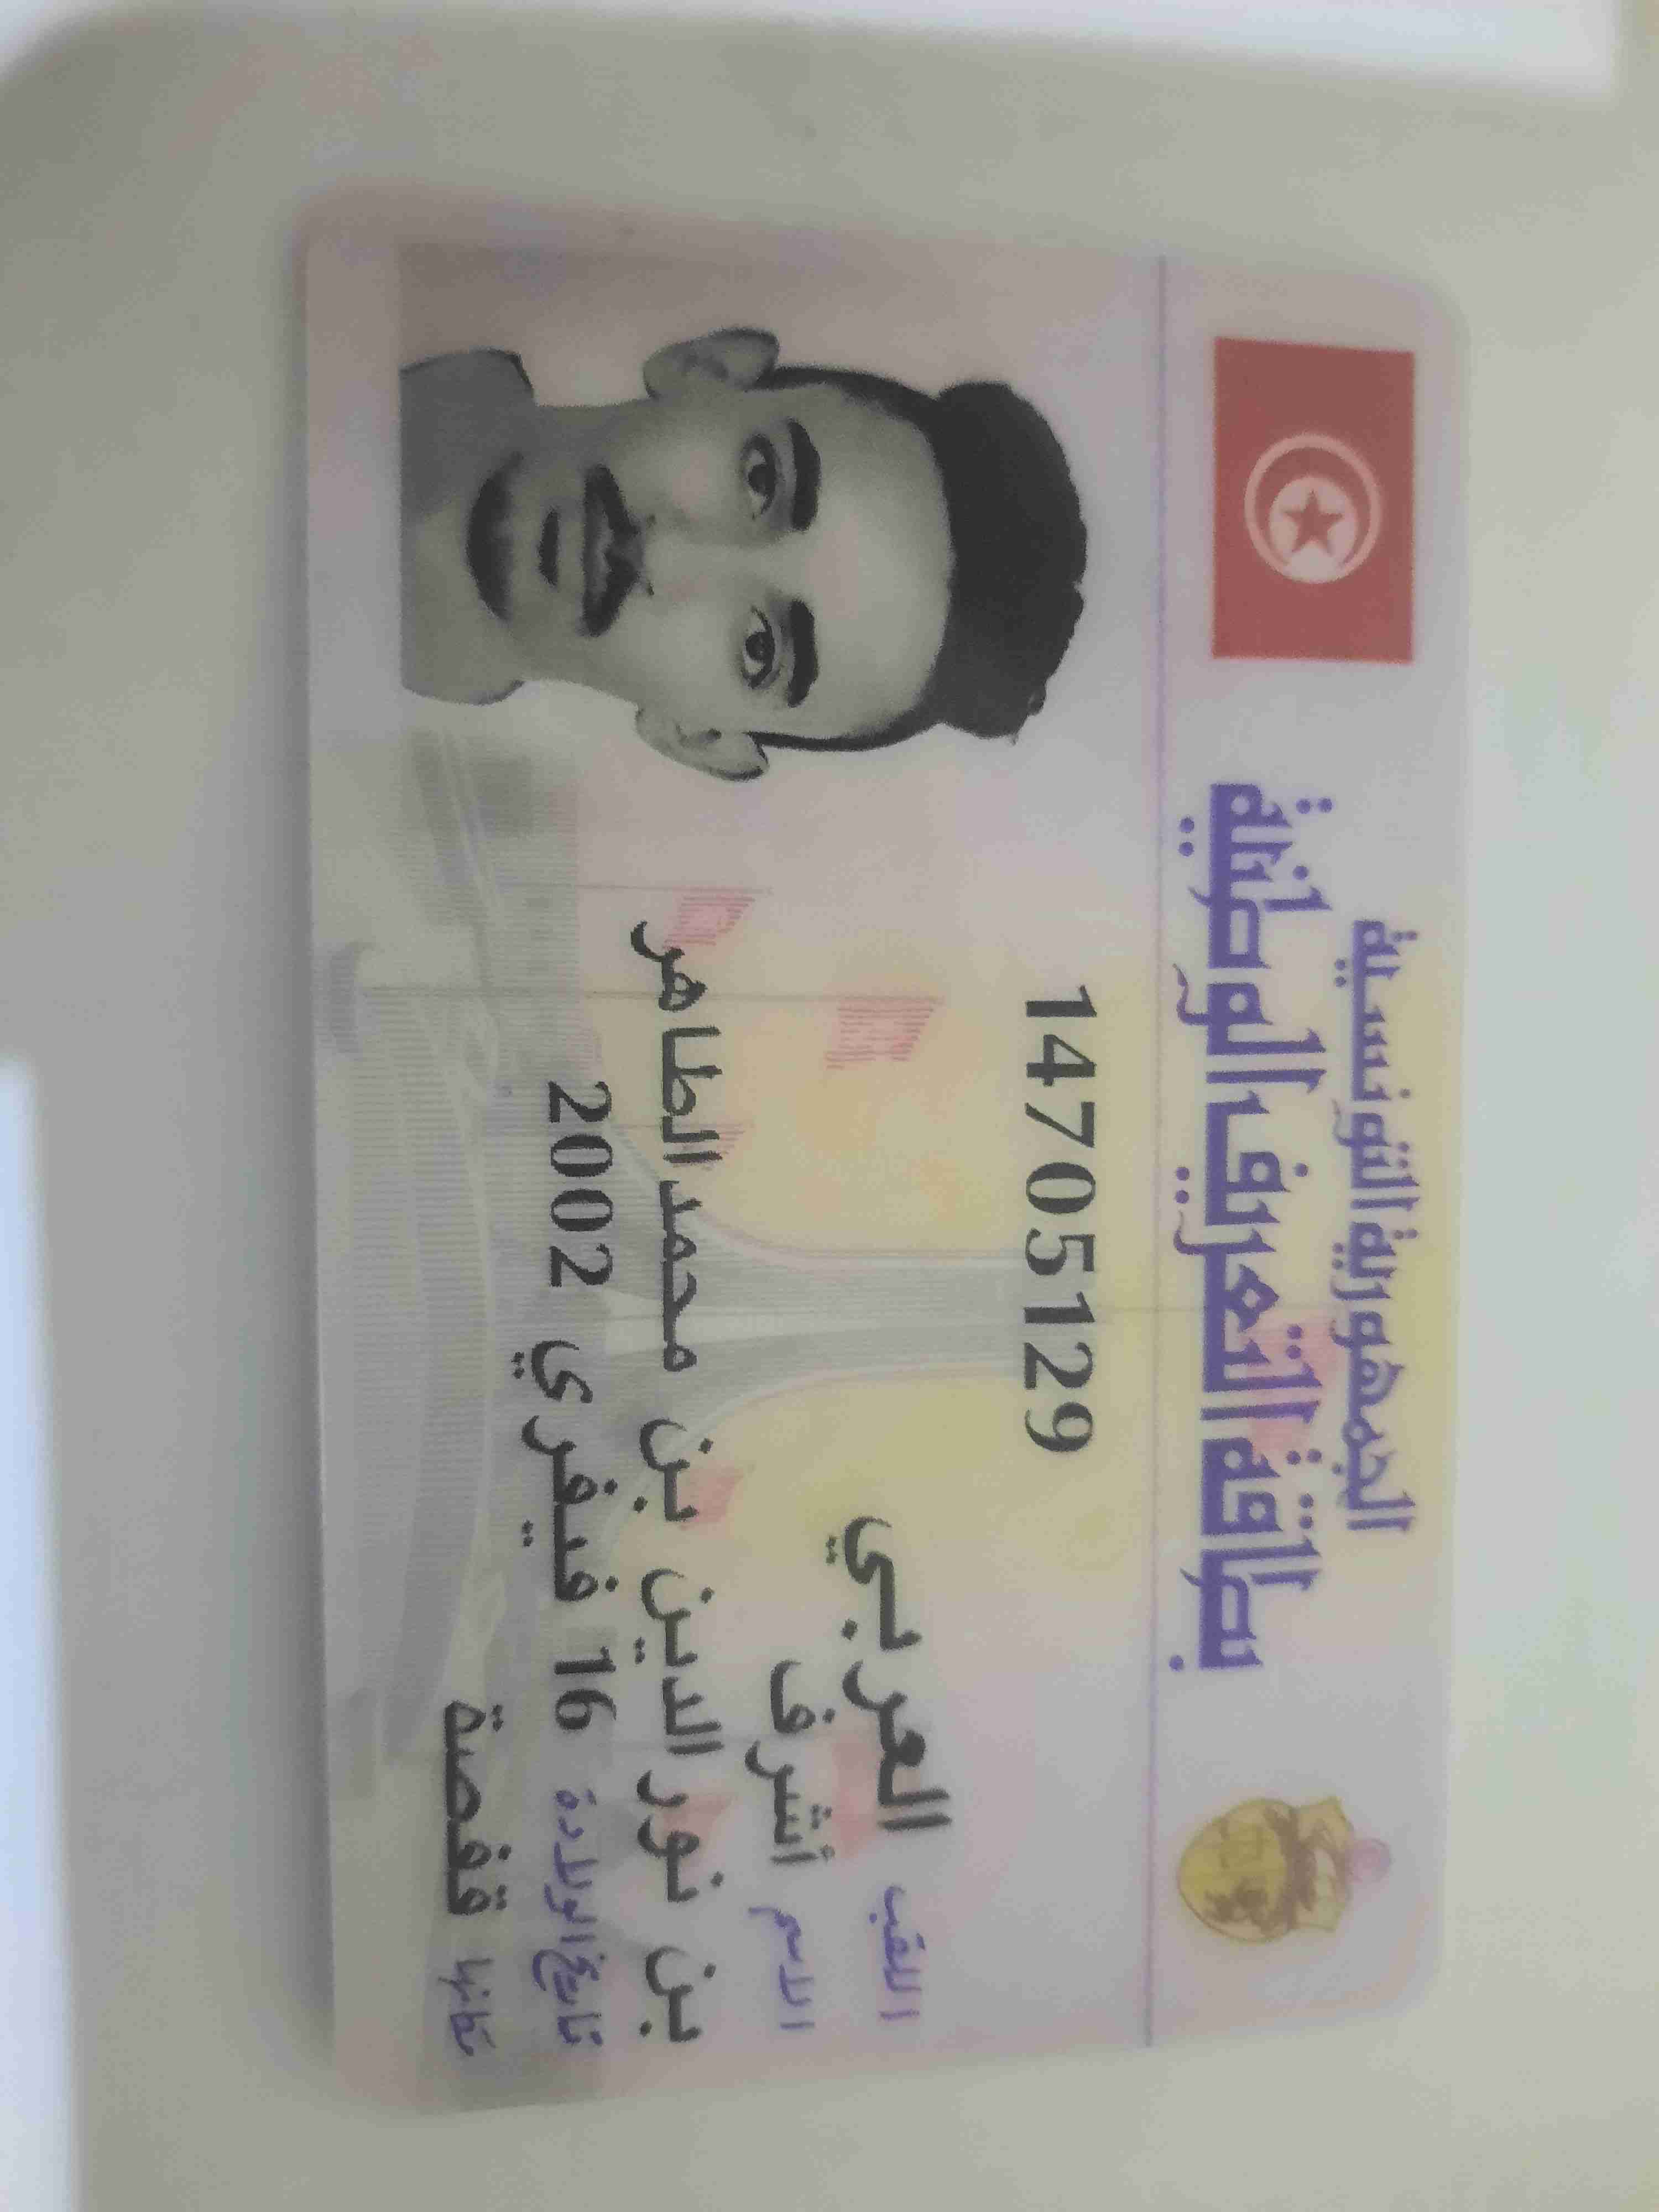 الجمهورية التونسية
بطاقة التعريف الوطنية
14705129
اللقب العربي
الاسم أشرف
بن نور الدين بن محمد الطاهر
تاريخ الولادة 16 فيفري 2002
مكانها قفصة